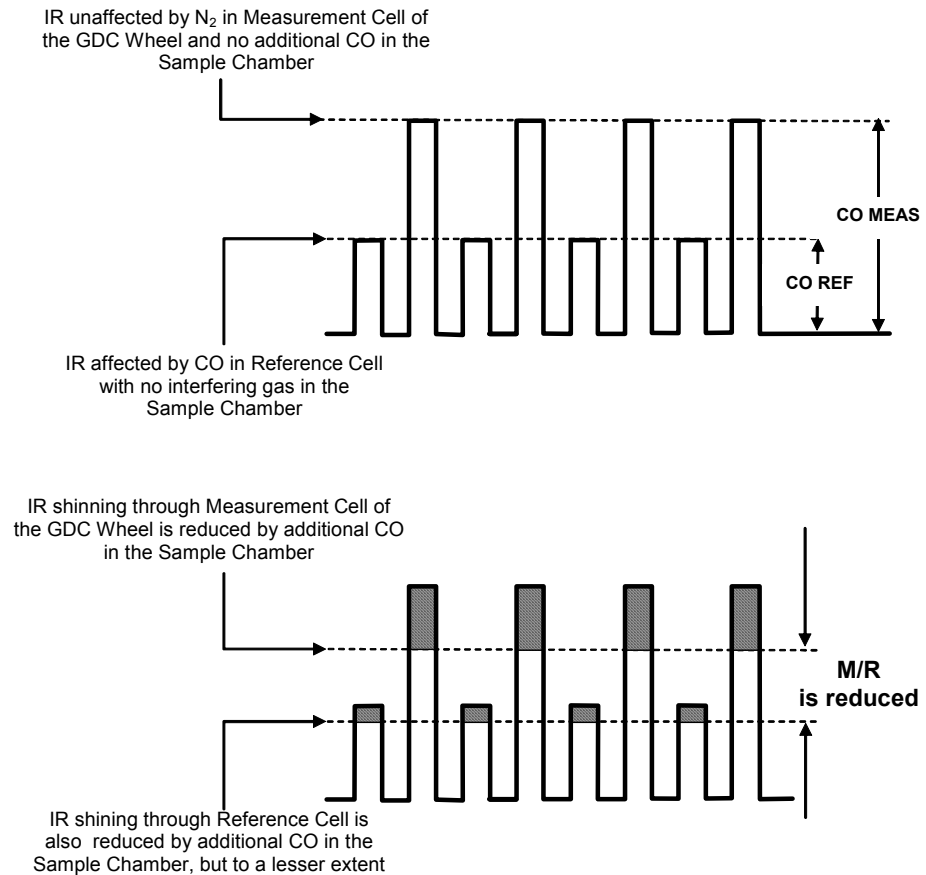 IR unaffected by N₂ in Measurement Cell of
the GDC Wheel and no additional CO in the
Sample Chamber
CO MEAS
CO REF
IR affected by CO in Reference Cell
with no interfering gas in the
Sample Chamber
IR shinning through Measurement Cell of
the GDC Wheel is reduced by additional CO
in the Sample Chamber
M/R
is reduced
IR shining through Reference Cell is
also reduced by additional CO in the
Sample Chamber, but to a lesser extent